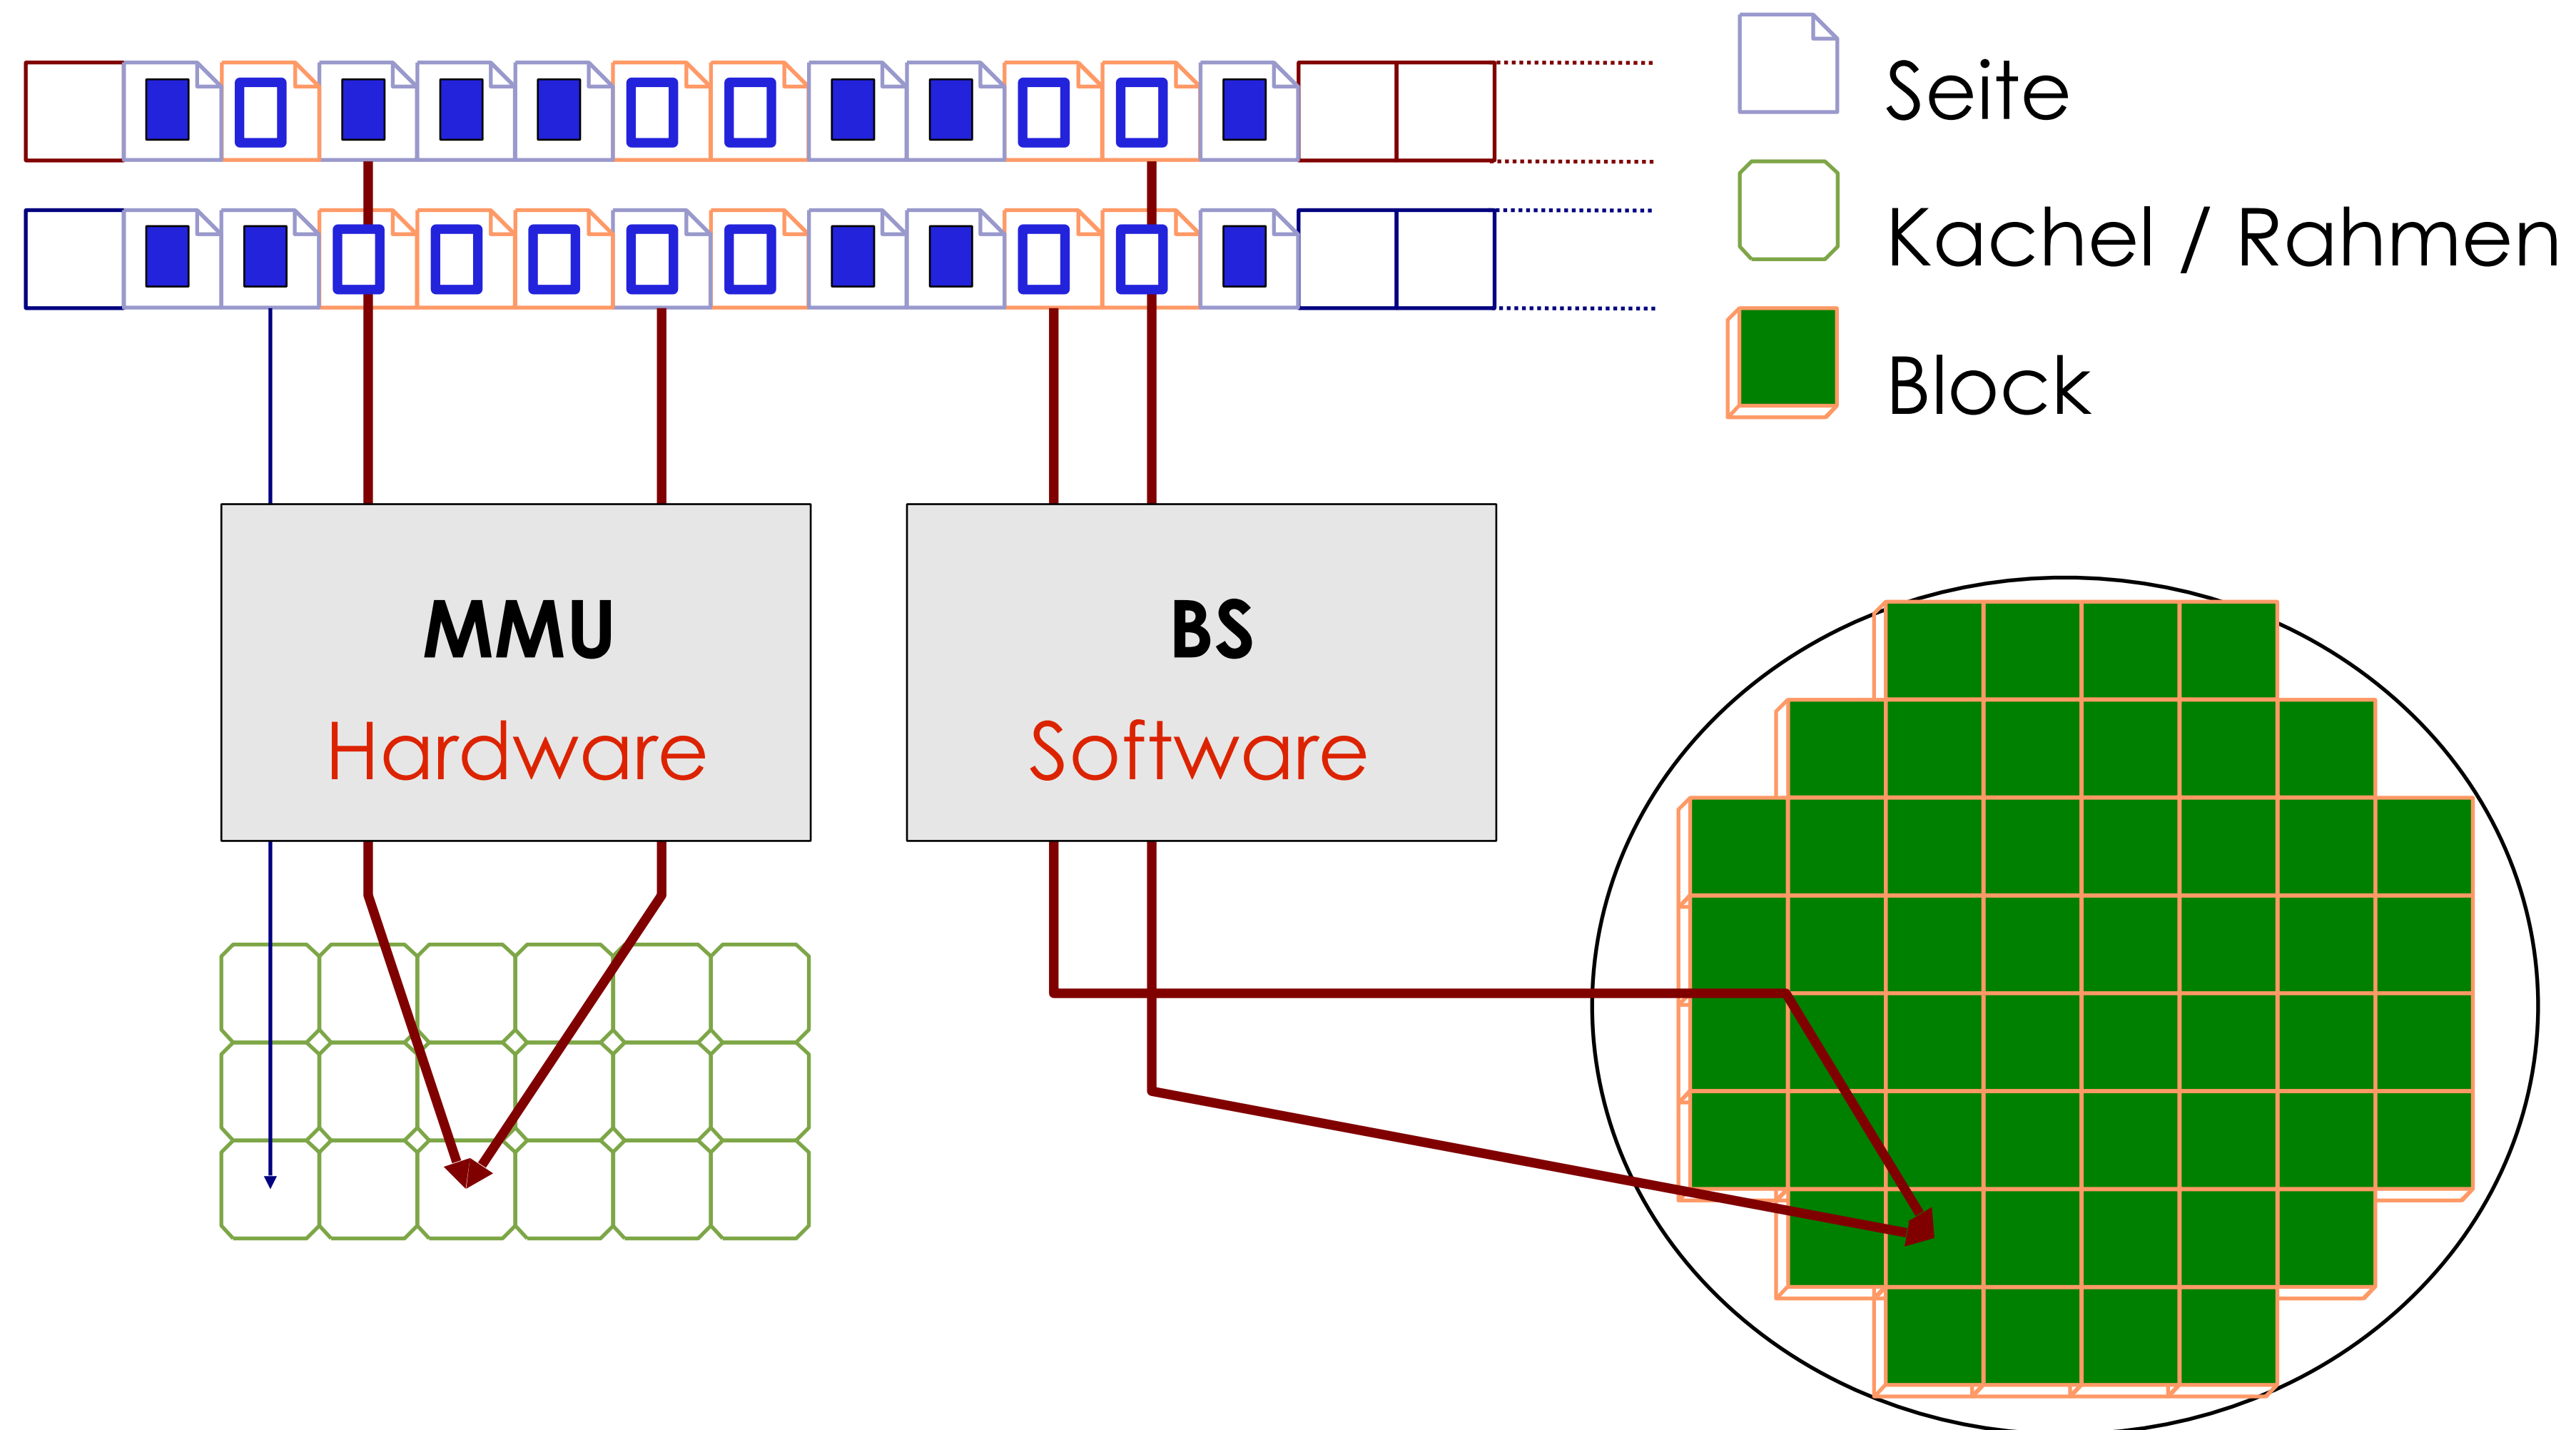 Seite
Kachel / Rahmen
Block
MMU
Hardware
BS
Software